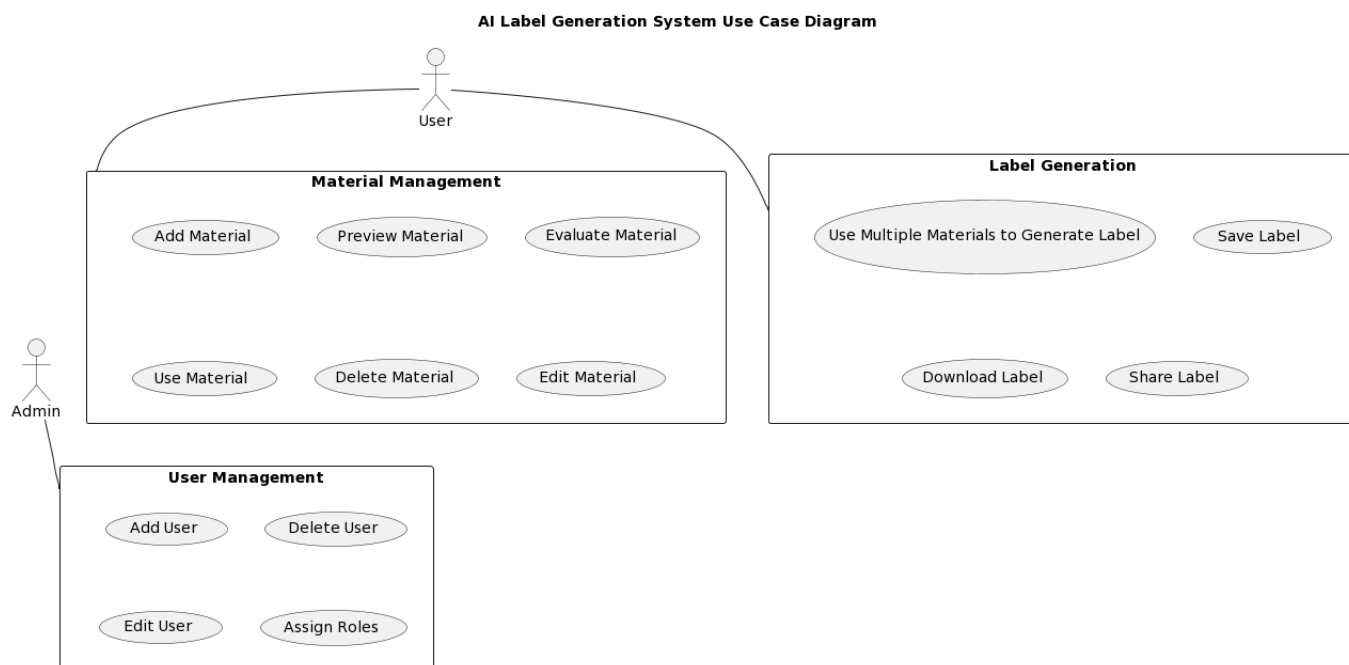 AI Label Generation System Use Case Diagram
User
Material Management
Add Material
Preview Material
Evaluate Material
Use Material
Delete Material
Edit Material
Label Generation
Use Multiple Materials to Generate Label
Save Label
Download Label
Share Label
Admin
User Management
Add User
Delete User
Edit User
Assign Roles